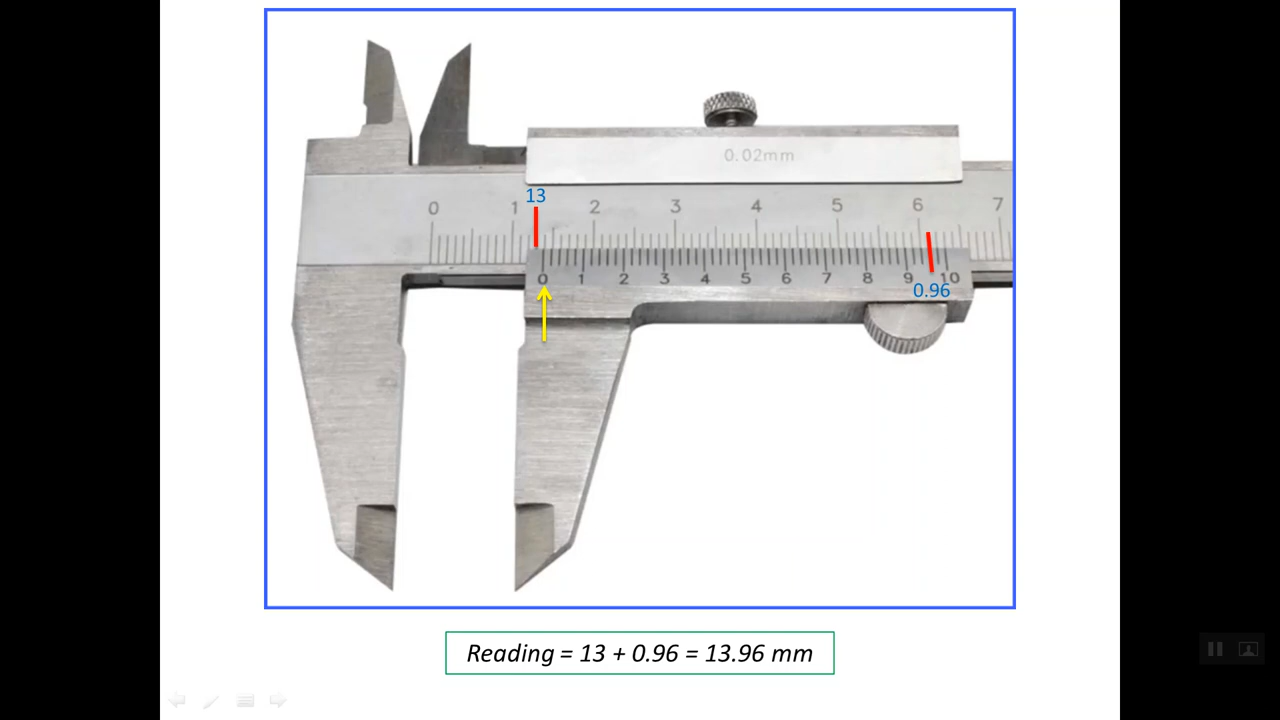 0.02mm
13
0 1 2 3 4 5 6 7
0 1 2 3 4 5 6 7 8 9 10
0.96
Reading = 13 + 0.96 = 13.96 mm